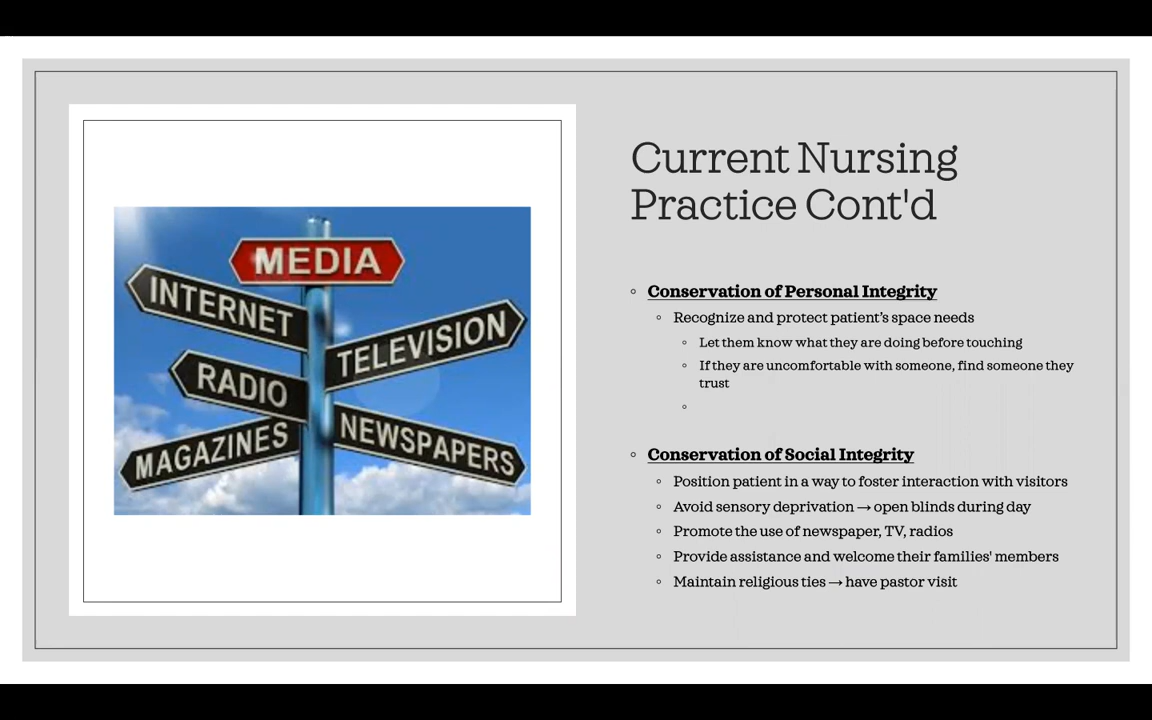 MEDIA
INTERNET
TELEVISION
RADIO
NEWSPAPERS
MAGAZINES
Current Nursing
Practice Cont'd
Conservation of Personal Integrity
Recognize and protect patient’s space needs
Let them know what they are doing before touching
If they are uncomfortable with someone, find someone they
trust
Conservation of Social Integrity
Position patient in a way to foster interaction with visitors
Avoid sensory deprivation → open blinds during day
Promote the use of newspaper, TV, radios
Provide assistance and welcome their families' members
Maintain religious ties → have pastor visit